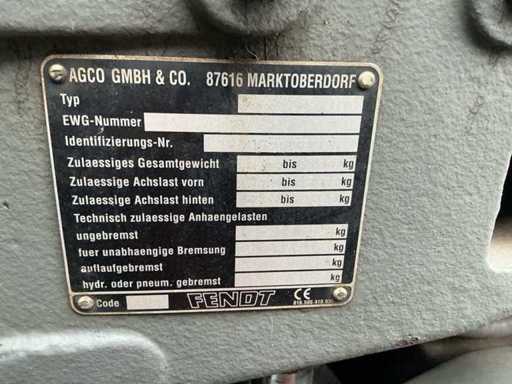 AGCO GMBH & CO. 87616 MARKTOBERDORF
Typ
EWG-Nummer
Identifizierungs-Nr.
Zulaessiges Gesamtgewicht bis kg
Zulaessige Achslast vorn bis kg
Zulaessige Achslast hinten bis kg
Technisch zulaessige Anhaengelasten
ungebremst kg
fuer unabhaengige Bremsung kg
auflaufgebremst kg
hydr. oder pneum. gebremst kg
Code FENDT CE